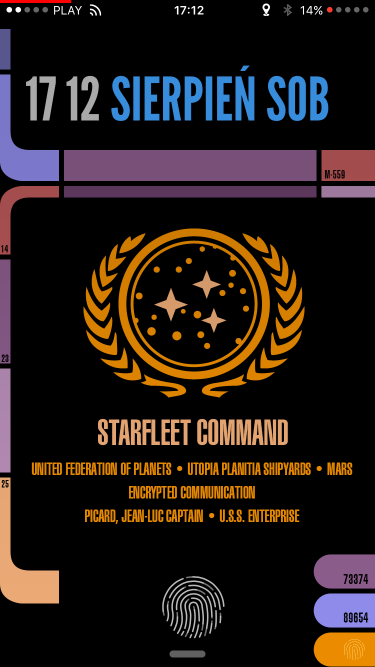 PLAY 17:12 14%
17 12 SIERPIEŃ SOB
M-559
14
23
25
STARFLEET COMMAND
UNITED FEDERATION OF PLANETS • UTOPIA PLANITIA SHIPYARDS • MARS
ENCRYPTED COMMUNICATION
PICARD, JEAN-LUC CAPTAIN • U.S.S. ENTERPRISE
73374
89654